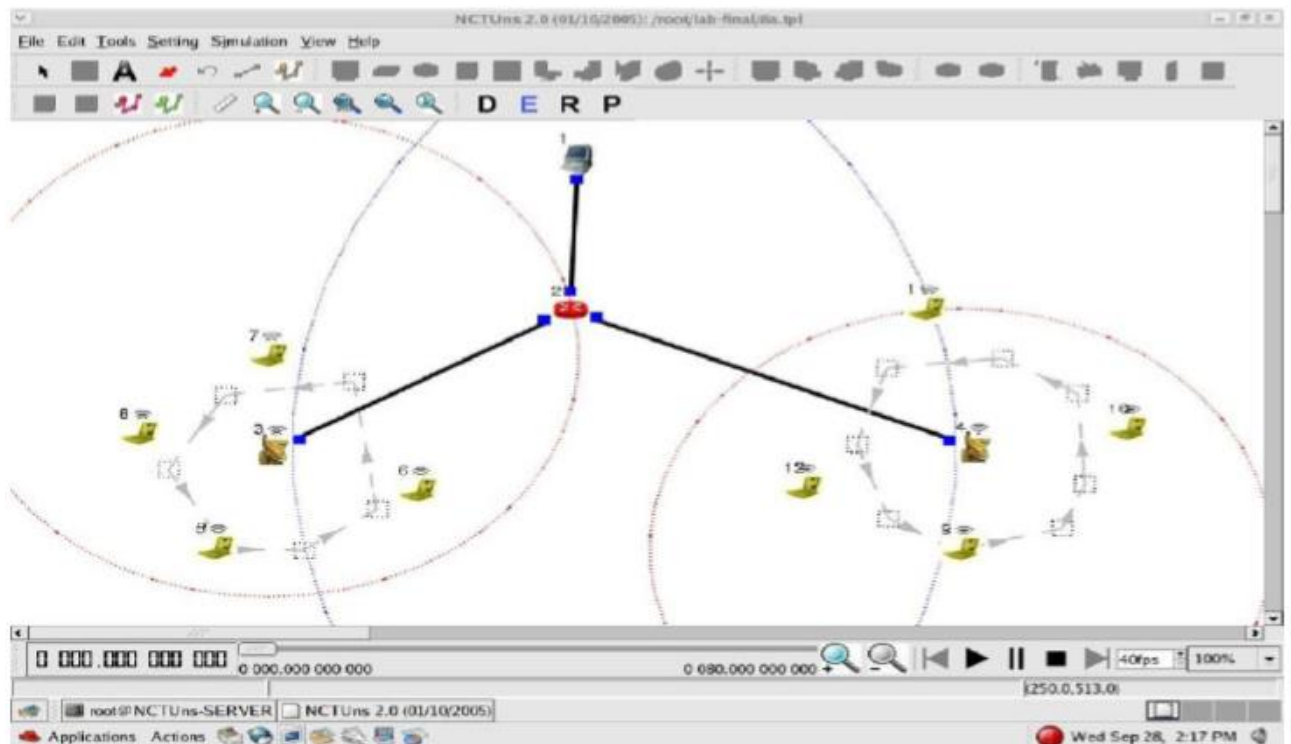 NCTUns 2.0 (01/10/2005): /root/lab-final/8a.tpl
File Edit Tools Setting Simulation View Help
A
D E R P
1
2
1
7
8
3
6
5
4
10
12
9
0 000.000 000 000
0 000.000 000 000
0 080.000 000 000
40fps
100%
(250.0,513.0)
root@NCTUns-SERVER
NCTUns 2.0 (01/10/2005)
Applications Actions
Wed Sep 28, 2:17 PM